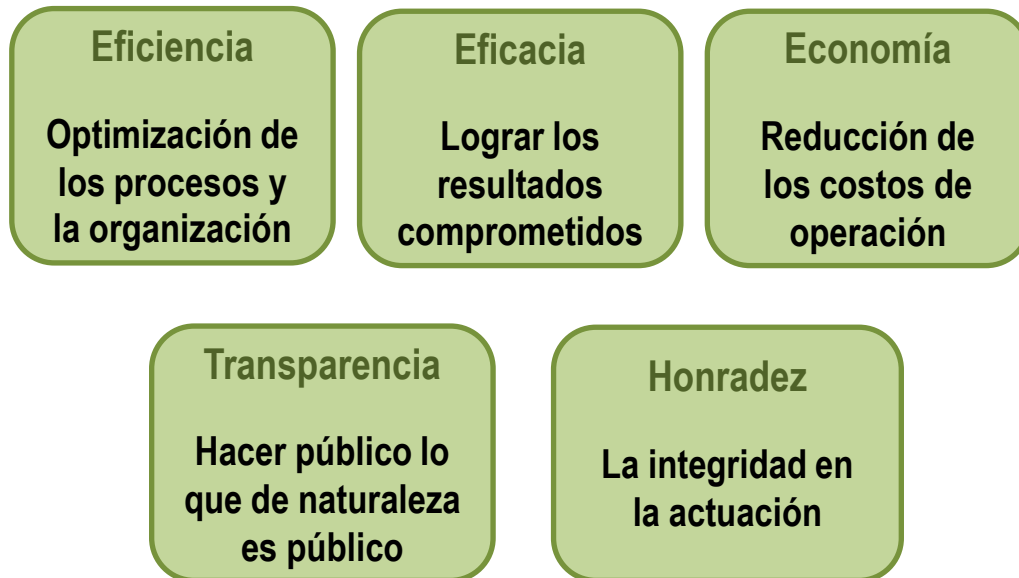 Eficiencia
Optimización de
los procesos y
la organización
Eficacia
Lograr los
resultados
comprometidos
Economía
Reducción de
los costos de
operación
Transparencia
Hacer público lo
que de naturaleza
es público
Honradez
La integridad en
la actuación